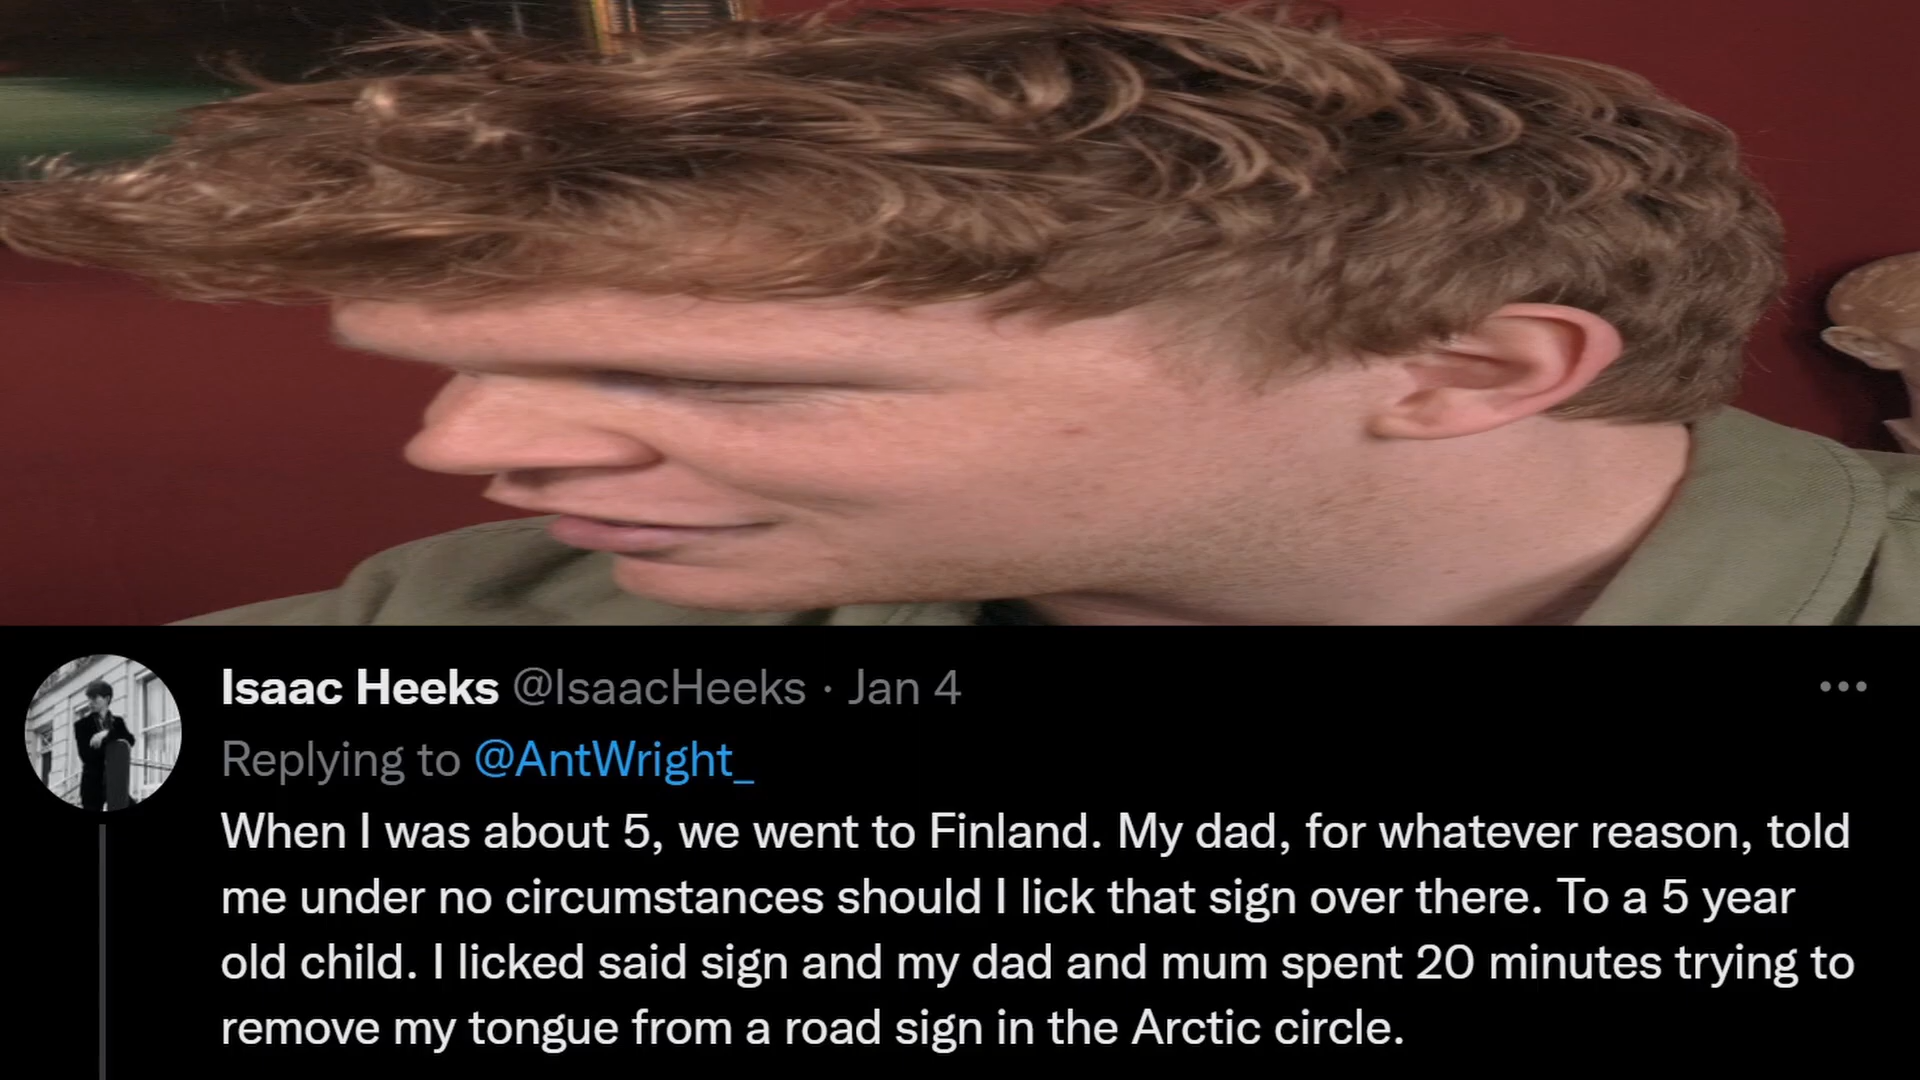 Isaac Heeks @IsaacHeeks · Jan 4
Replying to @AntWright_
When I was about 5, we went to Finland. My dad, for whatever reason, told
me under no circumstances should I lick that sign over there. To a 5 year
old child. I licked said sign and my dad and mum spent 20 minutes trying to
remove my tongue from a road sign in the Arctic circle.